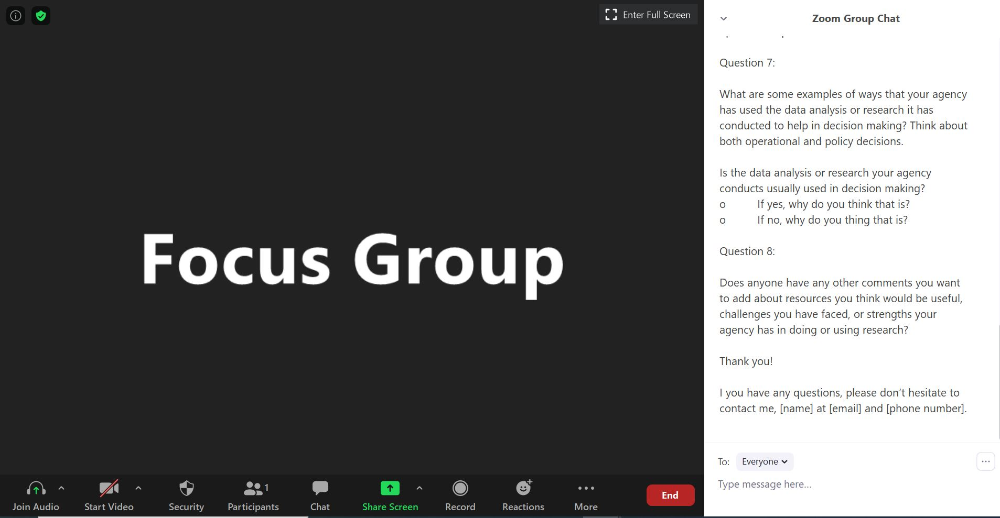 Enter Full Screen
Focus Group
Join Audio
Start Video
Security
1
Participants
Chat
Share Screen
Record
Reactions
More
End
Zoom Group Chat
Question 7:
What are some examples of ways that your agency
has used the data analysis or research it has
conducted to help in decision making? Think about
both operational and policy decisions.
Is the data analysis or research your agency
conducts usually used in decision making?
o If yes, why do you think that is?
o If no, why do you thing that is?
Question 8:
Does anyone have any other comments you want
to add about resources you think would be useful,
challenges you have faced, or strengths your
agency has in doing or using research?
Thank you!
I you have any questions, please don’t hesitate to
contact me, [name] at [email] and [phone number].
To: Everyone
Type message here...